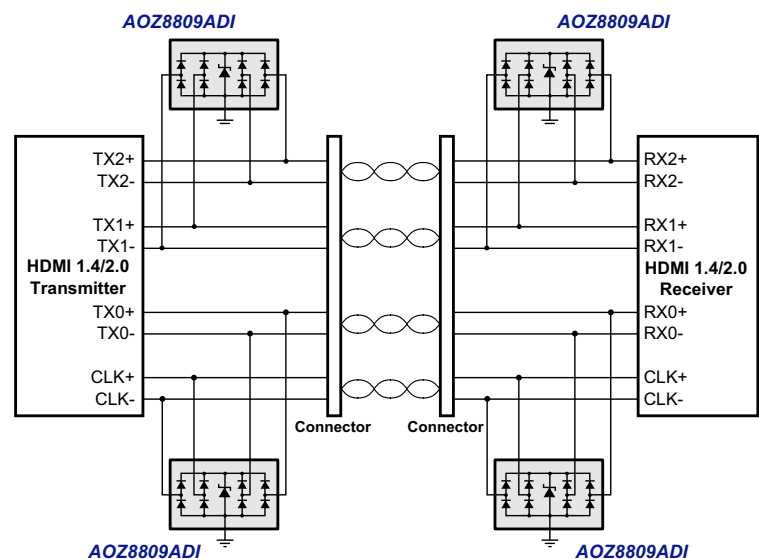 AOZ8809ADI
AOZ8809ADI
TX2+
TX2-
TX1+
TX1-
HDMI 1.4/2.0
Transmitter
TX0+
TX0-
CLK+
CLK-
RX2+
RX2-
RX1+
RX1-
HDMI 1.4/2.0
Receiver
RX0+
RX0-
CLK+
CLK-
Connector
Connector
AOZ8809ADI
AOZ8809ADI